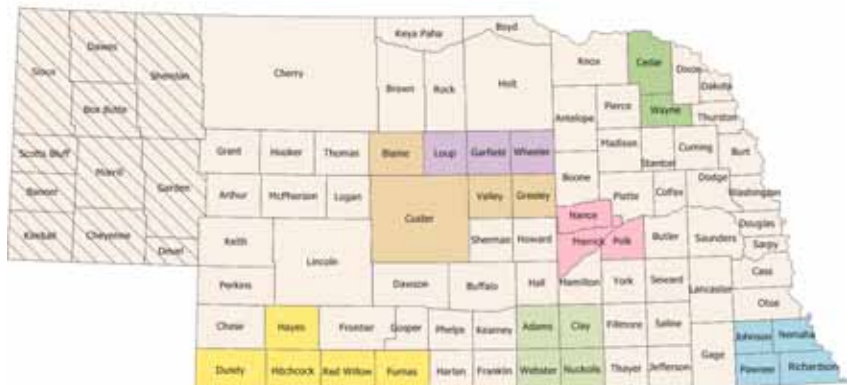 Boyd
Keya Paha
Dawes
Sioux
Sheridan
Cherry
Brown
Rock
Holt
Knox
Cedar
Dixon
Dakota
Box Butte
Antelope
Pierce
Wayne
Thurston
Scotts Bluff
Morrill
Grant
Hooker
Thomas
Blaine
Loup
Garfield
Wheeler
Madison
Stanton
Cuming
Burt
Banner
Garden
Arthur
McPherson
Logan
Custer
Valley
Greeley
Boone
Platte
Colfax
Dodge
Washington
Nance
Kimball
Cheyenne
Deuel
Keith
Lincoln
Sherman
Howard
Merrick
Polk
Butler
Saunders
Douglas
Sarpy
Perkins
Dawson
Buffalo
Hall
Hamilton
York
Seward
Lancaster
Cass
Otoe
Chase
Hayes
Frontier
Gosper
Phelps
Kearney
Adams
Clay
Fillmore
Saline
Gage
Johnson
Nemaha
Dundy
Hitchcock
Red Willow
Furnas
Harlan
Franklin
Webster
Nuckols
Thayer
Jefferson
Pawnee
Richardson